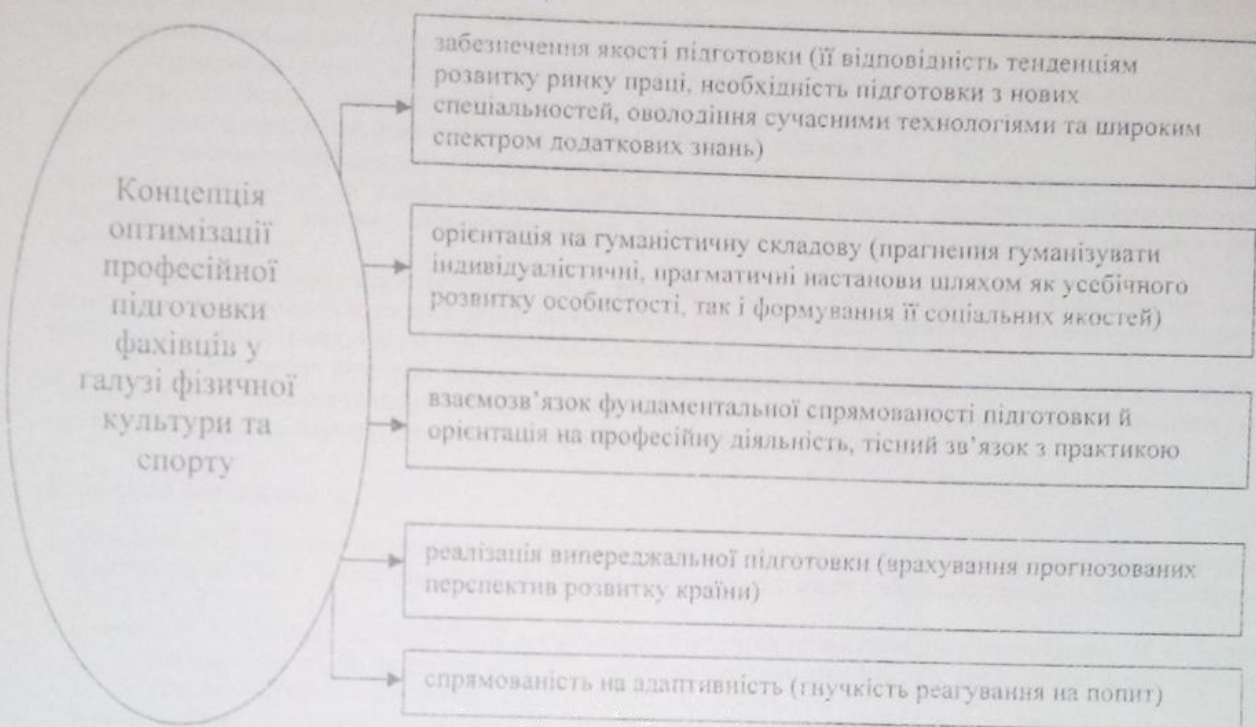 Концепція
оптимізації
професійної
підготовки
фахівців у
галузі фізичної
культури та
спорту
забезпечення якості підготовки (її відповідність тенденціям
розвитку ринку праці, необхідність підготовки з нових
спеціальностей, оволодіння сучасними технологіями та широким
спектром додаткових знань)
орієнтація на гуманістичну складову (прагнення гуманізувати
індивідуалістичні, прагматичні настанови шляхом як усебічного
розвитку особистості, так і формування її соціальних якостей)
взаємозв’язок фундаментальної спрямованості підготовки й
орієнтація на професійну діяльність, тісний зв’язок з практикою
реалізація випереджальної підготовки (врахування прогнозованих
перспектив розвитку країни)
спрямованість на адаптивність (гнучкість реагування на попит)